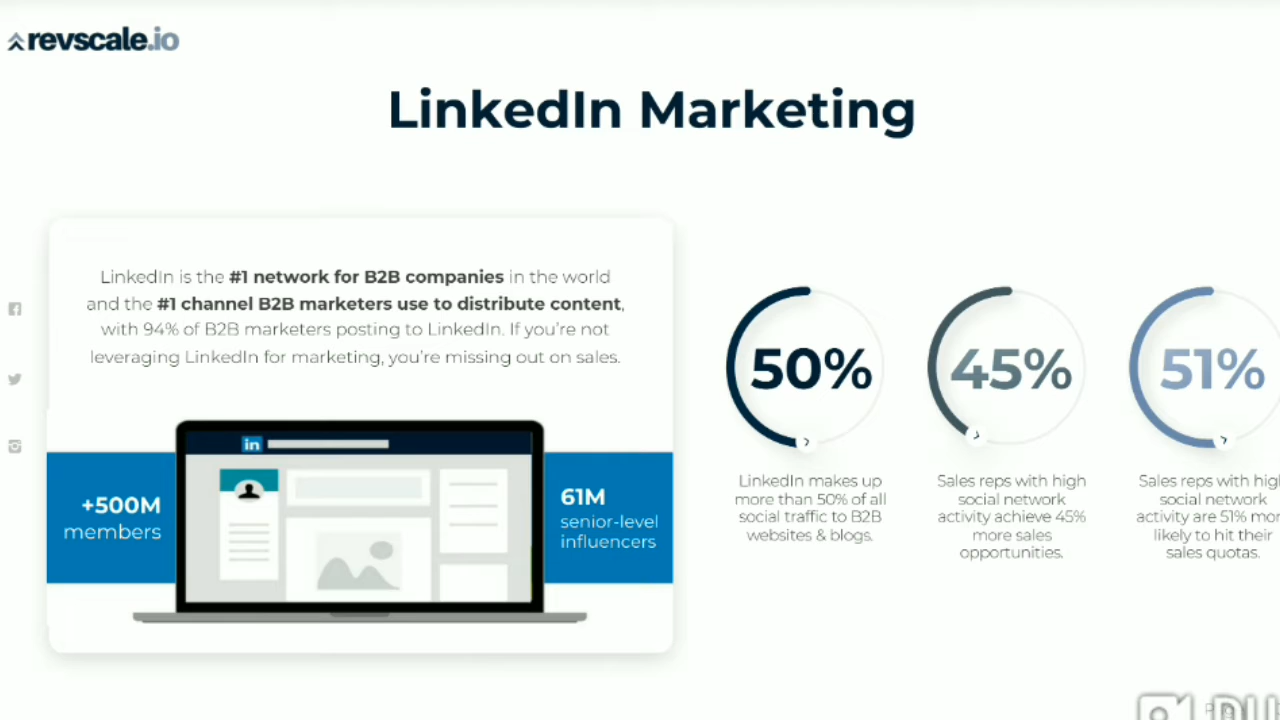 revscale.io
LinkedIn Marketing
LinkedIn is the #1 network for B2B companies in the world
and the #1 channel B2B marketers use to distribute content,
with 94% of B2B marketers posting to LinkedIn. If you're not
leveraging LinkedIn for marketing, you're missing out on sales.
in
+500M
members
61M
senior-level
influencers
50%
LinkedIn makes up
more than 50% of all
social traffic to B2B
websites & blogs.
45%
Sales reps with high
social network
activity achieve 45%
more sales
opportunities.
51%
Sales reps with
social network
activity are 51%
likely to hit their
sales quotas.